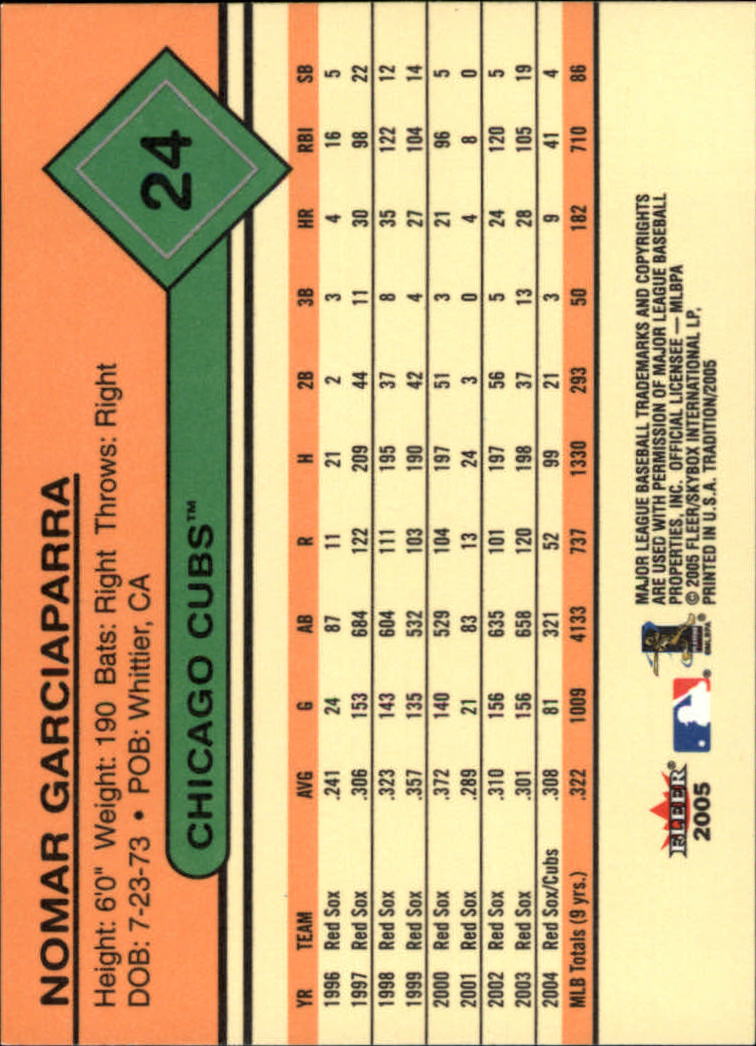 NOMAR GARCIAPARRA
Height: 6'0" Weight: 190 Bats: Right Throws: Right
DOB: 7-23-73 • POB: Whittier, CA
24
CHICAGO CUBS™
YR TEAM AVG G AB R H 2B 3B HR RBI SB
1996 Red Sox .241 24 87 11 21 2 3 4 16 5
1997 Red Sox .306 153 684 122 209 44 11 30 98 22
1998 Red Sox .323 143 604 111 195 37 8 35 122 12
1999 Red Sox .357 135 532 103 190 42 4 27 104 14
2000 Red Sox .372 140 529 104 197 51 3 21 96 5
2001 Red Sox .289 21 83 13 24 3 0 4 8 0
2002 Red Sox .310 156 635 101 197 56 5 24 120 5
2003 Red Sox .301 156 658 120 198 37 13 28 105 19
2004 Red Sox/Cubs .308 81 321 52 99 21 3 9 41 4
MLB Totals (9 yrs.) .322 1009 4133 737 1330 293 50 182 710 86
FLEER®
2005
®
©MLBPA
MAJOR LEAGUE BASEBALL TRADEMARKS AND COPYRIGHTS
ARE USED WITH PERMISSION OF MAJOR LEAGUE BASEBALL
PROPERTIES, INC. OFFICIAL LICENSEE — MLBPA
© 2005 FLEER/SKYBOX INTERNATIONAL LP,
PRINTED IN U.S.A. TRADITION/2005